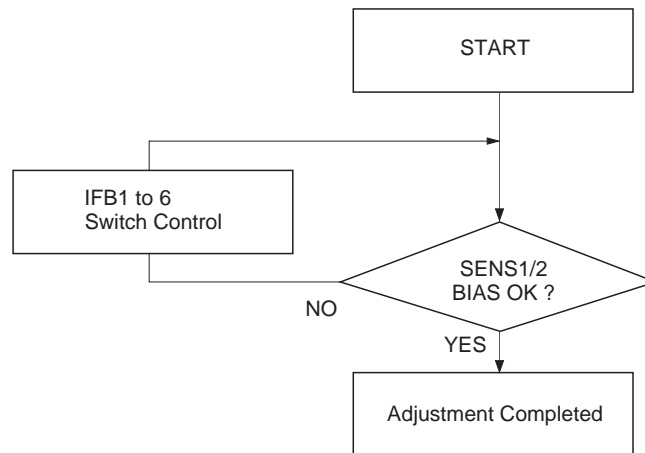 START
IFB1 to 6
Switch Control
SENS1/2
BIAS OK ?
NO
YES
Adjustment Completed